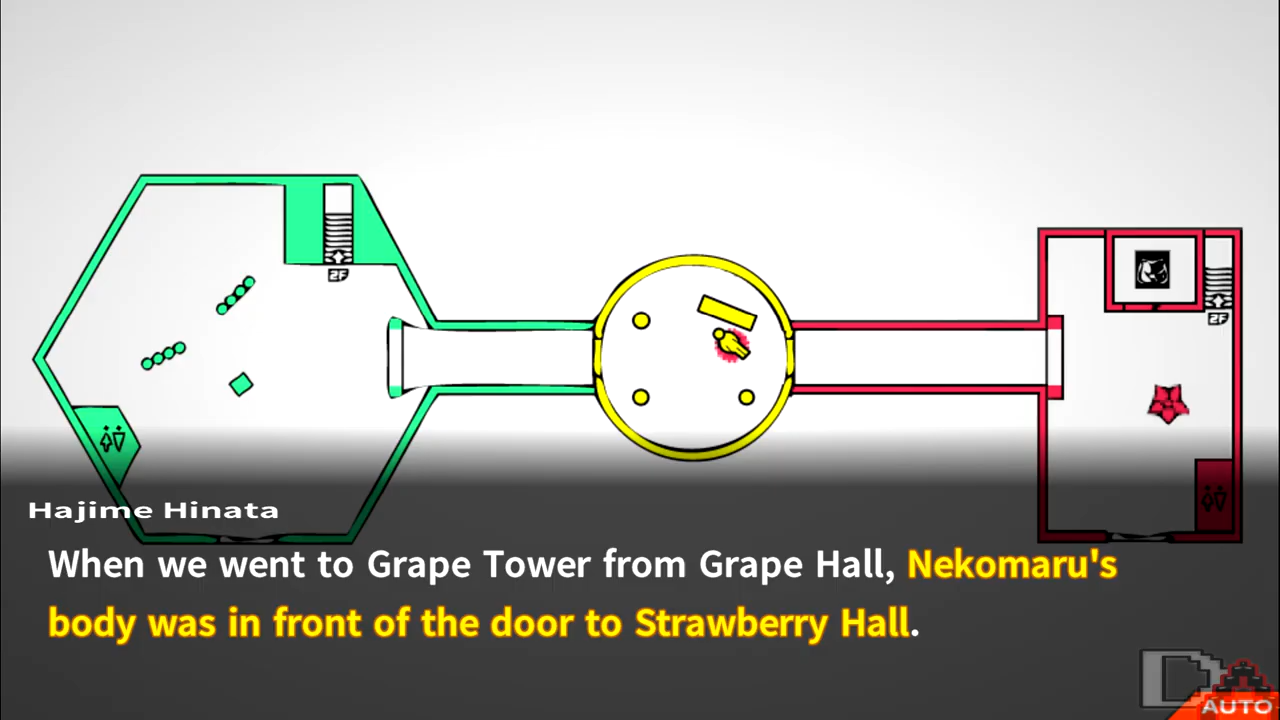 2F
2F
Hajime Hinata
When we went to Grape Tower from Grape Hall, Nekomaru's
body was in front of the door to Strawberry Hall.
AUTO